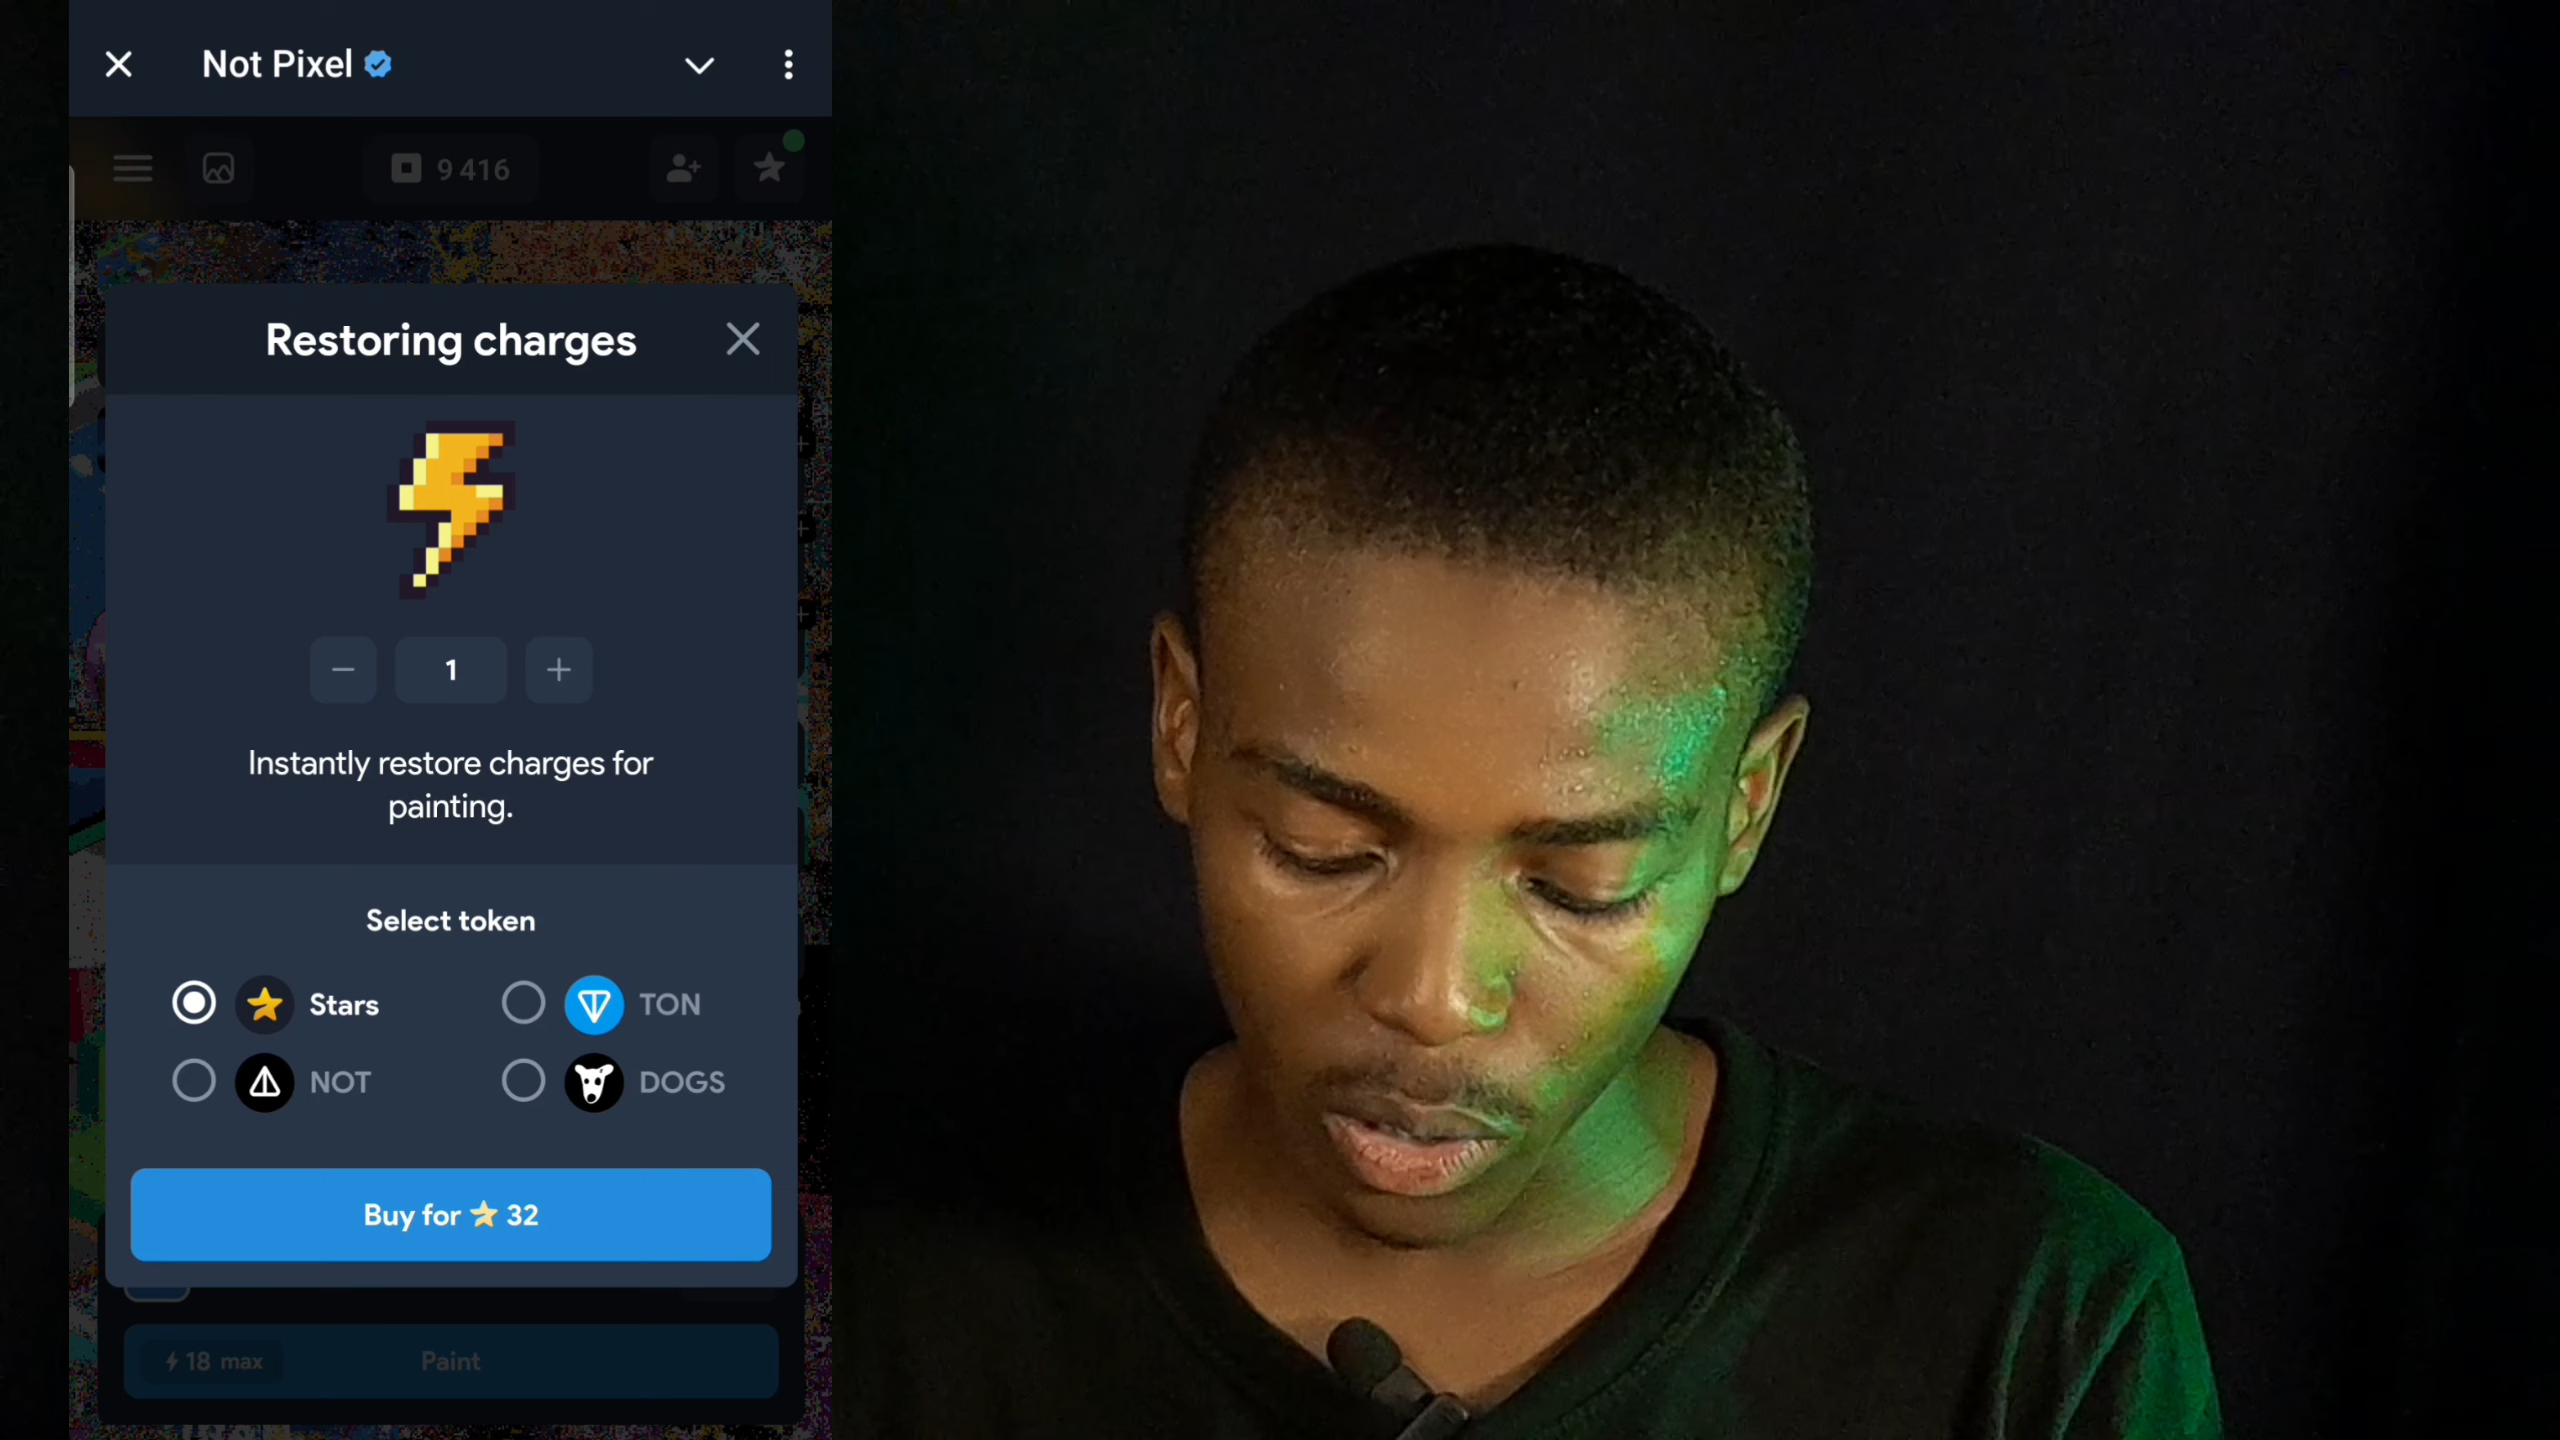 Not Pixel
9 416
Restoring charges
1
Instantly restore charges for
painting.
Select token
Stars
TON
NOT
DOGS
Buy for 32
18 max
Paint